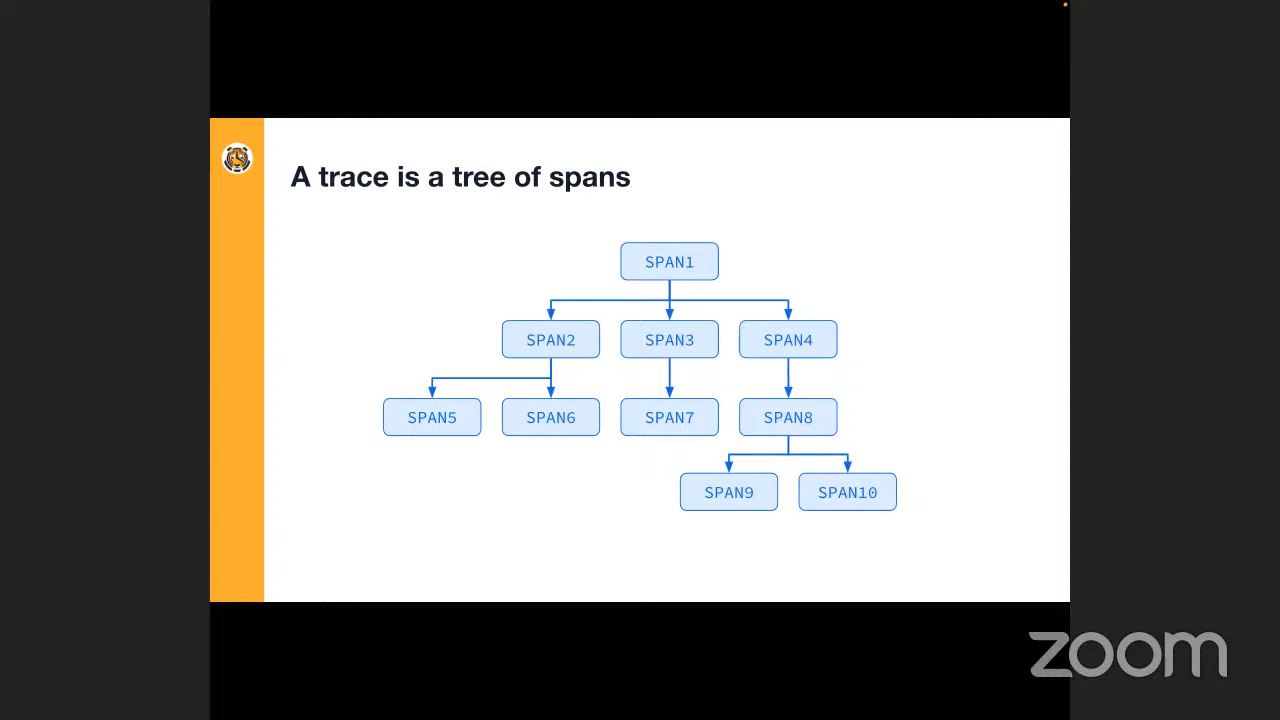 A trace is a tree of spans
SPAN1
SPAN2 SPAN3 SPAN4
SPAN5 SPAN6 SPAN7 SPAN8
SPAN9 SPAN10
zoom